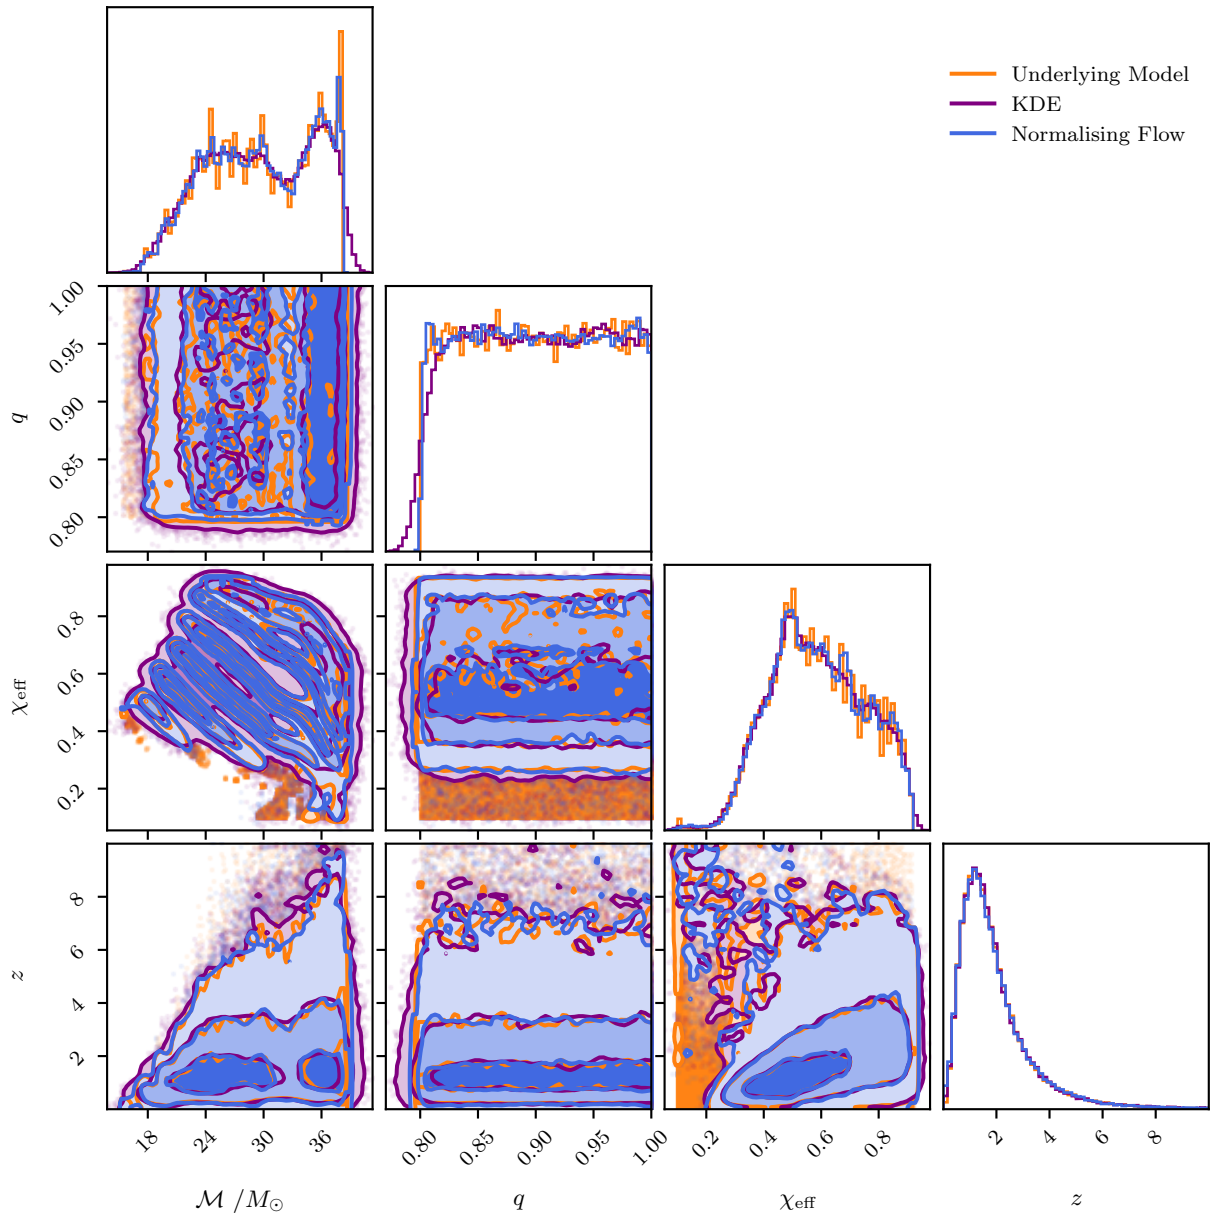 Underlying Model
KDE
Normalising Flow
1.00
0.95
0.90
0.85
0.80
q
0.8
0.6
0.4
0.2
χeff
8
6
4
2
z
18 24 30 36
0.80 0.85 0.90 0.95 1.00
0.2 0.4 0.6 0.8
2 4 6 8
ℳ /M⊙
q
χeff
z